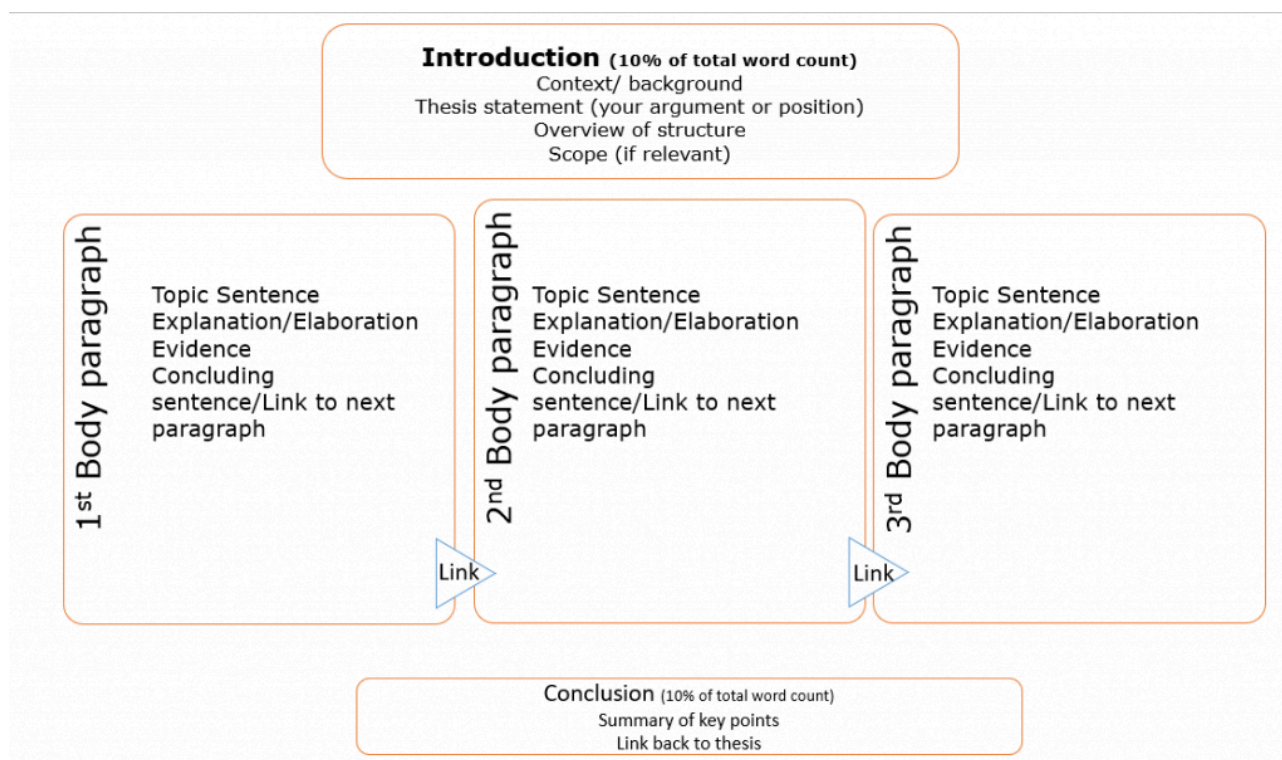 Introduction (10% of total word count)
Context/ background
Thesis statement (your argument or position)
Overview of structure
Scope (if relevant)
1st Body paragraph
Topic Sentence
Explanation/Elaboration
Evidence
Concluding
sentence/Link to next
paragraph
Link
2nd Body paragraph
Topic Sentence
Explanation/Elaboration
Evidence
Concluding
sentence/Link to next
paragraph
Link
3rd Body paragraph
Topic Sentence
Explanation/Elaboration
Evidence
Concluding
sentence/Link to next
paragraph
Conclusion (10% of total word count)
Summary of key points
Link back to thesis